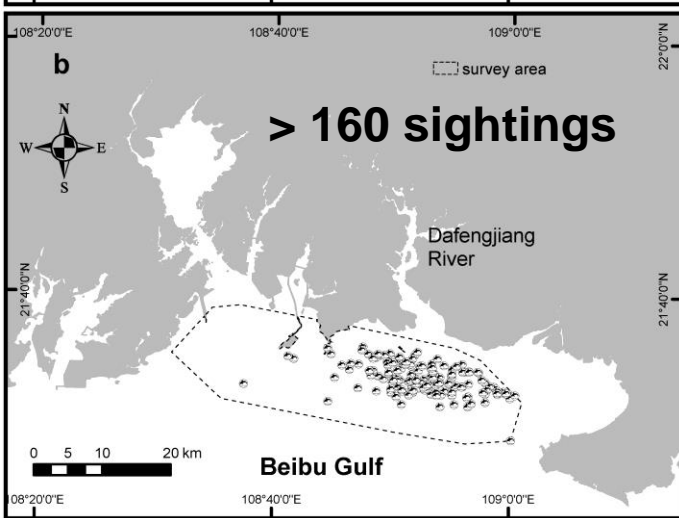 108°20'0"E 108°40'0"E 109°0'0"E
b
survey area
22°0'0"N
N
W E
S
> 160 sightings
Dafengjiang
River
21°40'0"N 21°40'0"N
0 5 10 20 km
Beibu Gulf
108°20'0"E 108°40'0"E 109°0'0"E